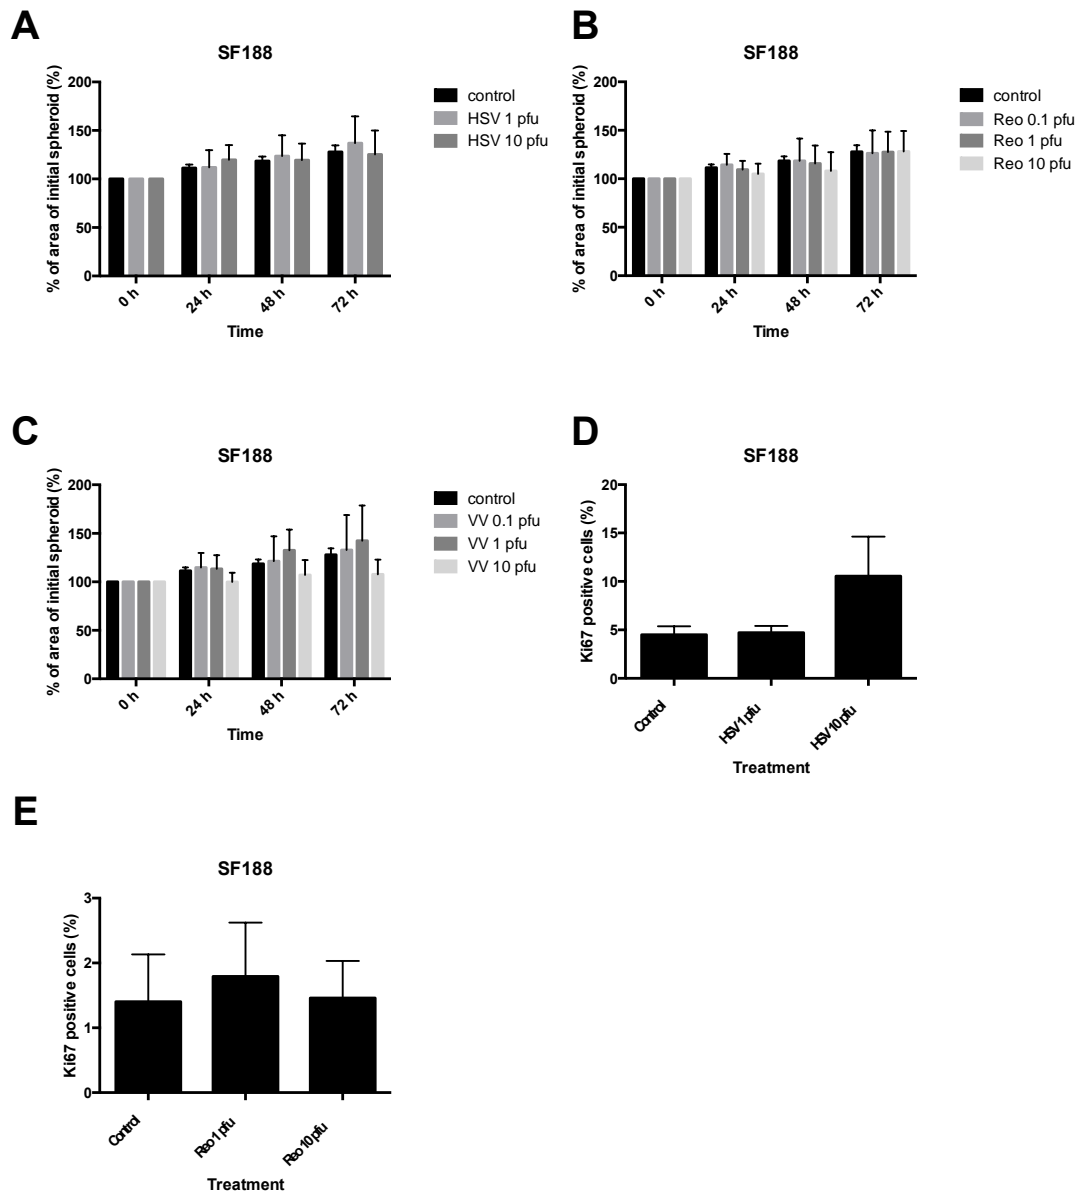 A
SF188
% of area of initial spheroid (%)
200
150
100
50
0
0 h
24 h
48 h
72 h
Time
control
HSV 1 pfu
HSV 10 pfu
B
SF188
% of area of initial spheroid (%)
200
150
100
50
0
0 h
24 h
48 h
72 h
Time
control
Reo 0.1 pfu
Reo 1 pfu
Reo 10 pfu
C
SF188
% of area of initial spheroid (%)
200
150
100
50
0
0 h
24 h
48 h
72 h
Time
control
VV 0.1 pfu
VV 1 pfu
VV 10 pfu
D
SF188
Ki67 positive cells (%)
20
15
10
5
0
Control
HSV 1 pfu
HSV 10 pfu
Treatment
E
SF188
Ki67 positive cells (%)
3
2
1
0
Control
Reo 1 pfu
Reo 10 pfu
Treatment